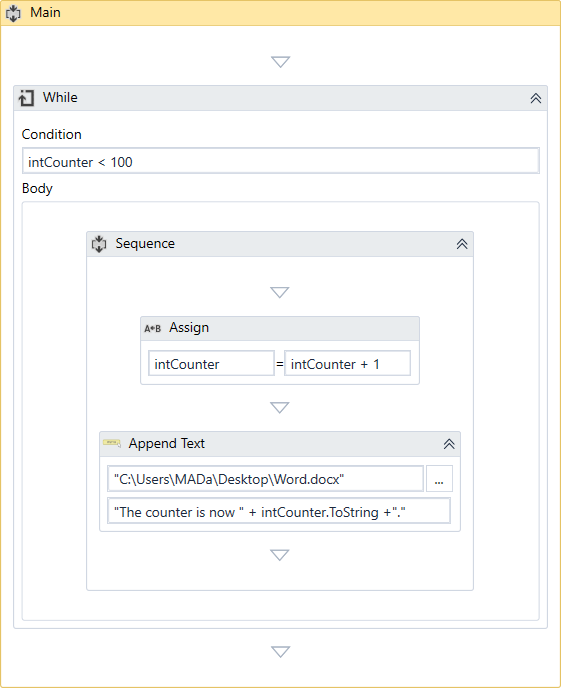 Main
While
Condition
intCounter < 100
Body
Sequence
A+B Assign
intCounter = intCounter + 1
Append Text
"C:\Users\MADa\Desktop\Word.docx" ...
"The counter is now " + intCounter.ToString +"."